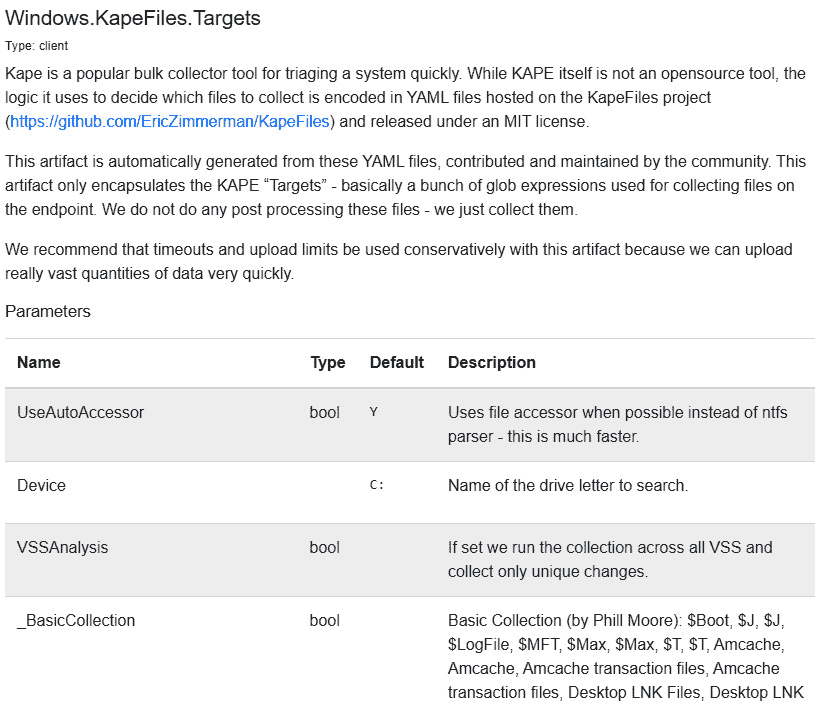 Windows.KapeFiles.Targets
Type: client
Kape is a popular bulk collector tool for triaging a system quickly. While KAPE itself is not an opensource tool, the
logic it uses to decide which files to collect is encoded in YAML files hosted on the KapeFiles project
(https://github.com/EricZimmerman/KapeFiles) and released under an MIT license.
This artifact is automatically generated from these YAML files, contributed and maintained by the community. This
artifact only encapsulates the KAPE “Targets” - basically a bunch of glob expressions used for collecting files on
the endpoint. We do not do any post processing these files - we just collect them.
We recommend that timeouts and upload limits be used conservatively with this artifact because we can upload
really vast quantities of data very quickly.
Parameters
Name Type Default Description
UseAutoAccessor bool Y Uses file accessor when possible instead of ntfs
parser - this is much faster.
Device C: Name of the drive letter to search.
VSSAnalysis bool If set we run the collection across all VSS and
collect only unique changes.
_BasicCollection bool Basic Collection (by Phill Moore): $Boot, $J, $J,
$LogFile, $MFT, $Max, $Max, $T, $T, Amcache,
Amcache, Amcache transaction files, Amcache
transaction files, Desktop LNK Files, Desktop LNK